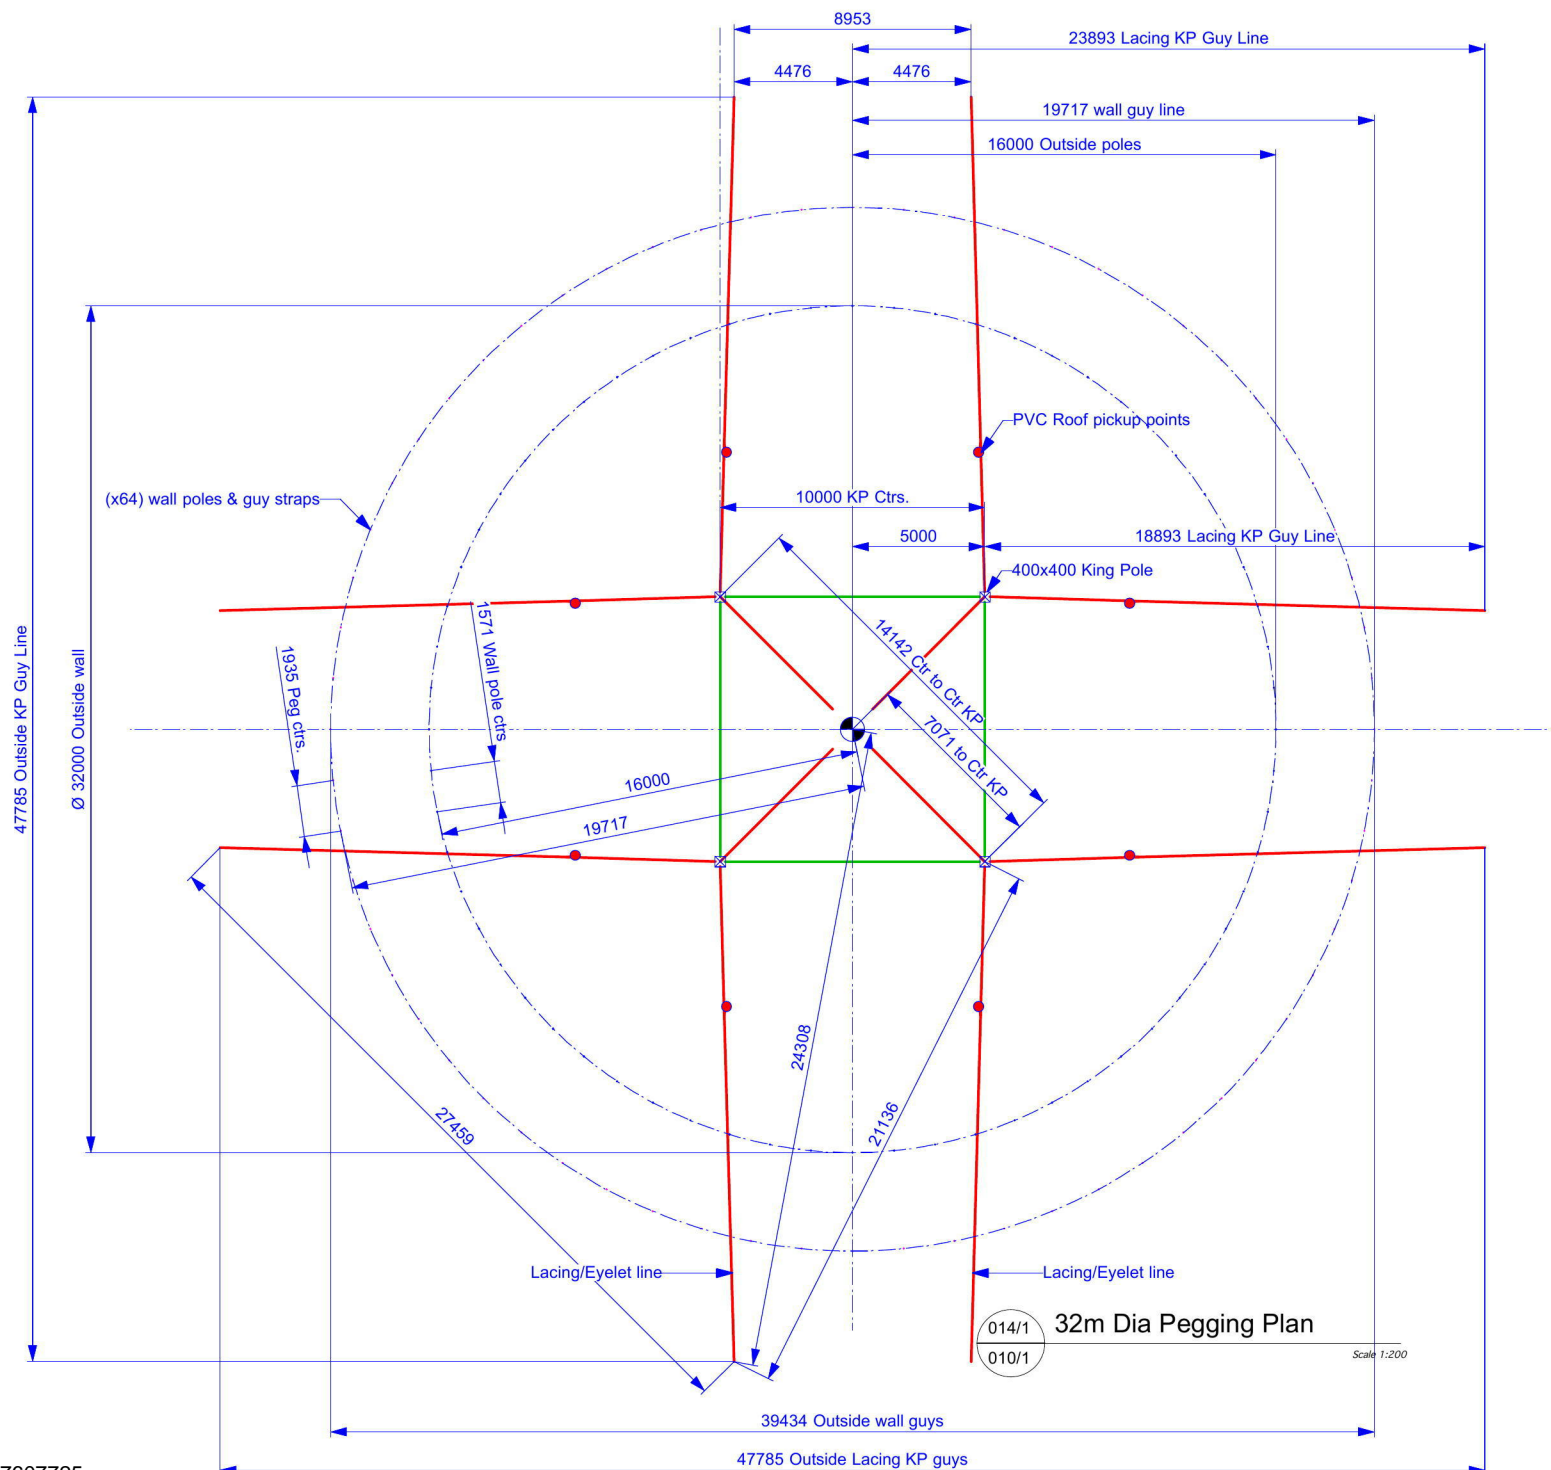 8953
23893 Lacing KP Guy Line
4476
4476
19717 wall guy line
16000 Outside poles
PVC Roof pickup points
(x64) wall poles & guy straps
10000 KP Ctrs.
5000
18893 Lacing KP Guy Line
400x400 King Pole
47785 Outside KP Guy Line
Ø 32000 Outside wall
1935 Peg ctrs.
1571 Wall pole ctrs
14142 Ctr to Ctr KP
7071 to Ctr KP
16000
19717
24308
21136
27459
Lacing/Eyelet line
Lacing/Eyelet line
014/1
32m Dia Pegging Plan
010/1
Scale 1:200
39434 Outside wall guys
47785 Outside Lacing KP guys